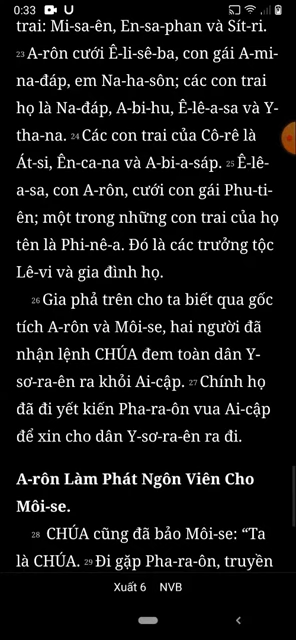 0:33
trai: Mi-sa-ên, En-sa-phan và Sít-ri.
23 A-rôn cưới Ê-li-sê-ba, con gái A-mi-
na-đáp, em Na-ha-sôn; các con trai
họ là Na-đáp, A-bi-hu, Ê-lê-a-sa và Y-
tha-na. 24 Các con trai của Cô-rê là
Át-si, Ên-ca-na và A-bi-a-sáp. 25 Ê-lê-
a-sa, con A-rôn, cưới con gái Phu-ti-
ên; một trong những con trai của họ
tên là Phi-nê-a. Đó là các trưởng tộc
Lê-vi và gia đình họ.
26 Gia phả trên cho ta biết qua gốc
tích A-rôn và Môi-se, hai người đã
nhận lệnh CHÚA đem toàn dân Y-
sơ-ra-ên ra khỏi Ai-cập. 27 Chính họ
đã đi yết kiến Pha-ra-ôn vua Ai-cập
để xin cho dân Y-sơ-ra-ên ra đi.
A-rôn Làm Phát Ngôn Viên Cho
Môi-se.
28 CHÚA cũng đã bảo Môi-se: “Ta
là CHÚA. 29 Đi gặp Pha-ra-ôn, truyền
Xuất 6 NVB